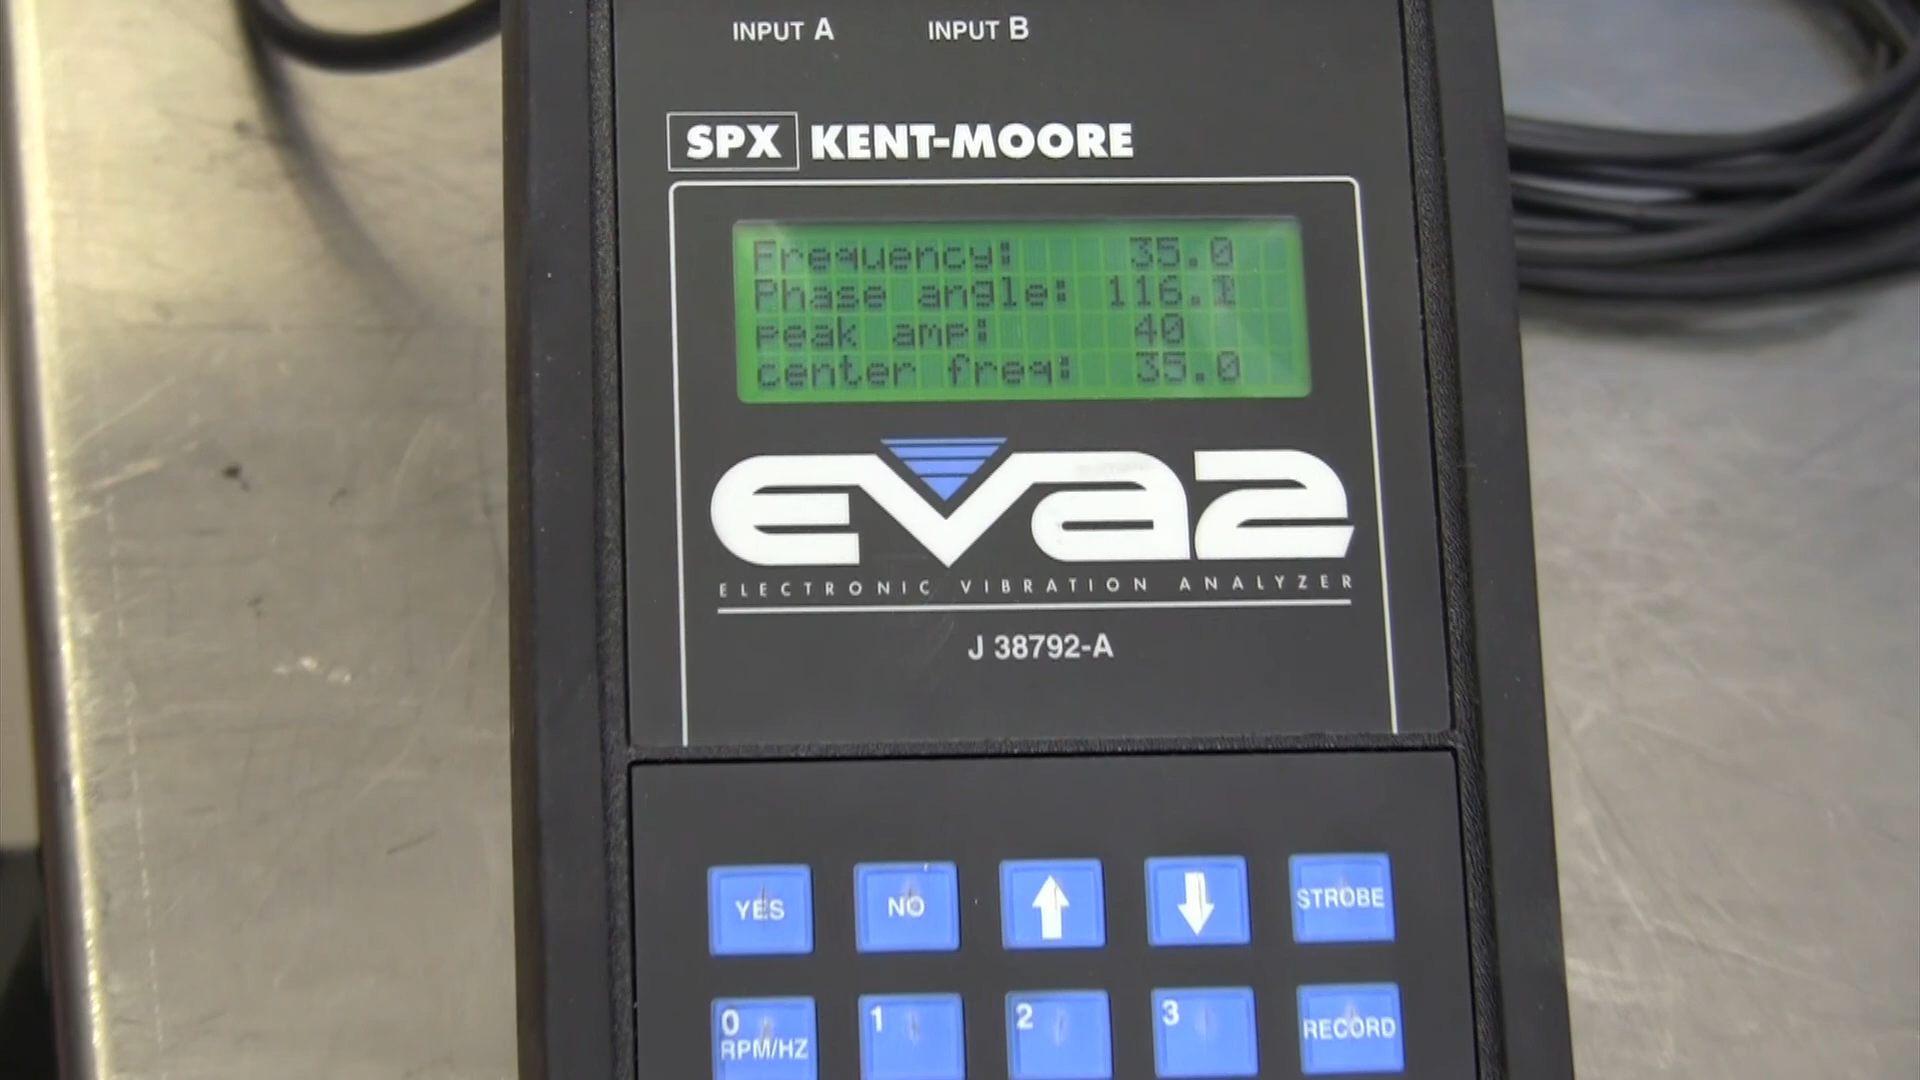 INPUT A INPUT B
SPX KENT-MOORE
Frequency: 35.0
Phase angle: 116.
peak amp: 40
center freq: 35.0
eva2
ELECTRONIC VIBRATION ANALYZER
J 38792-A
YES NO STROBE
0 1 2 3
RPM/HZ RECORD